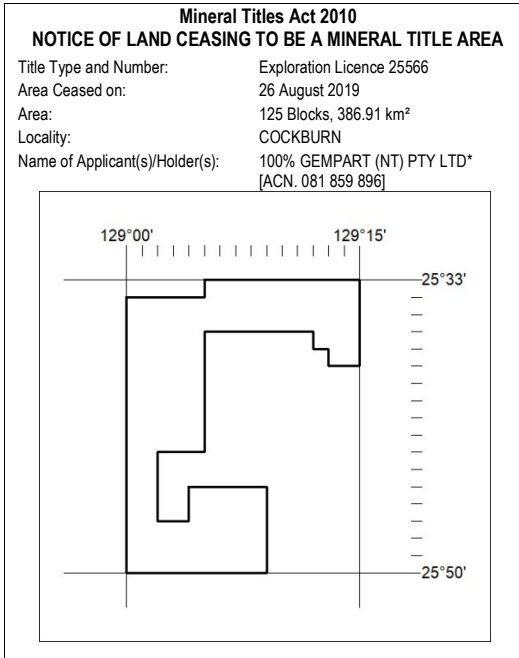 Mineral Titles Act 2010
NOTICE OF LAND CEASING TO BE A MINERAL TITLE AREA
Title Type and Number: Exploration Licence 25566
Area Ceased on: 26 August 2019
Area: 125 Blocks, 386.91 km²
Locality: COCKBURN
Name of Applicant(s)/Holder(s): 100% GEMPART (NT) PTY LTD*
[ACN. 081 859 896]
129°00' 129°15'
25°33'
25°50'